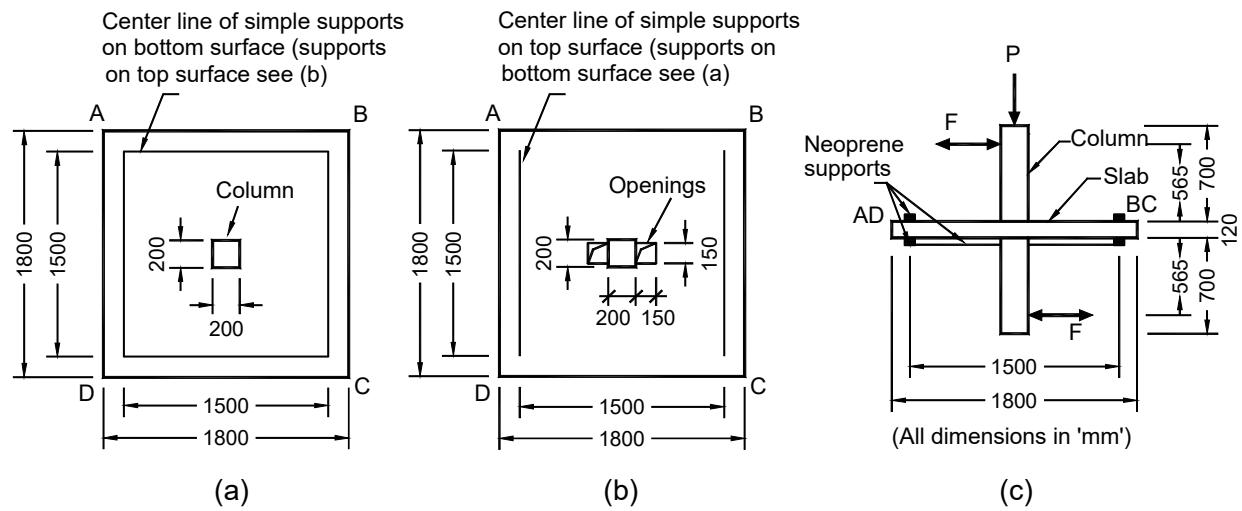 Center line of simple supports
on bottom surface (supports
on top surface see (b)
A
B
Column
200
200
1800
1500
D
C
1500
1800
(a)
Center line of simple supports
on top surface (supports on
bottom surface see (a)
A
B
Openings
200
150
200
150
1800
1500
D
C
1500
1800
(b)
P
F
Column
Neoprene
supports
Slab
AD
BC
565
700
120
565
700
F
1500
1800
(All dimensions in 'mm')
(c)